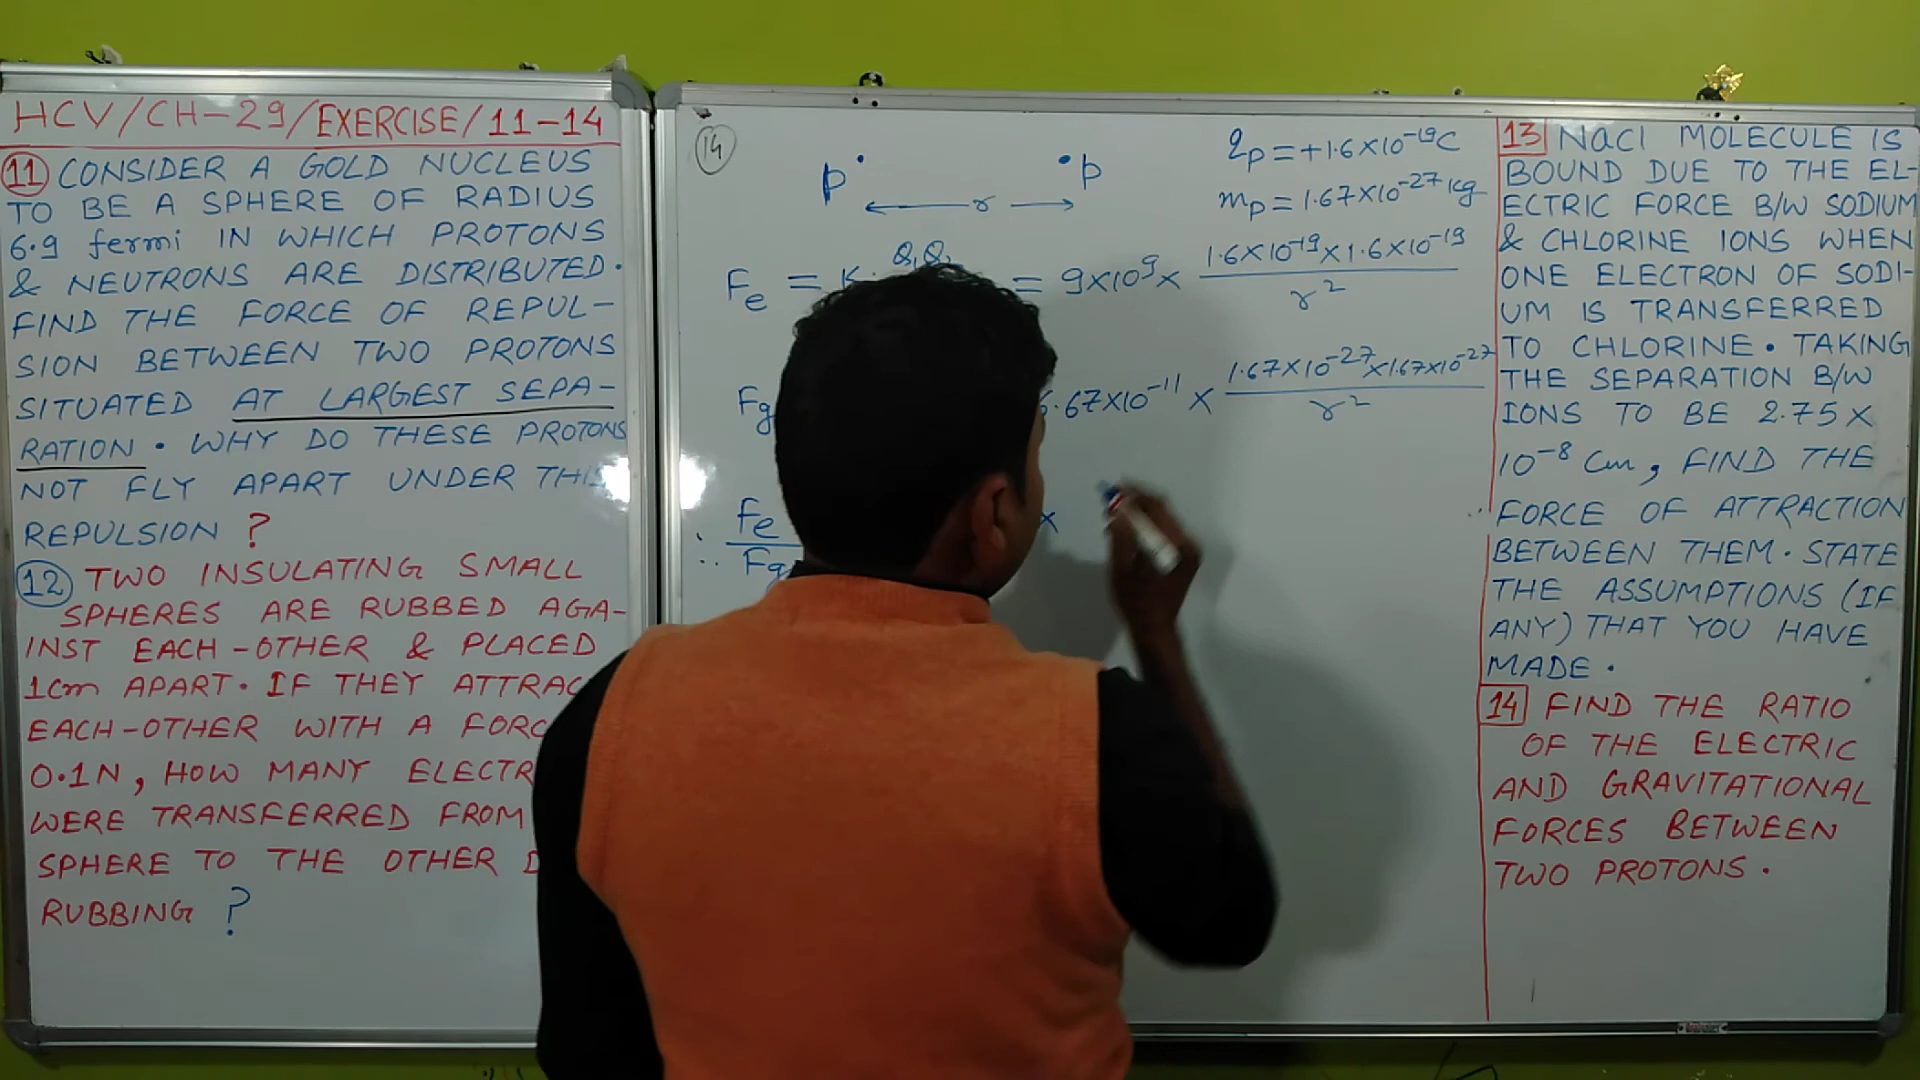 HCV/CH-29/EXERCISE/11-14
11 CONSIDER A GOLD NUCLEUS
TO BE A SPHERE OF RADIUS
6.9 fermi IN WHICH PROTONS
& NEUTRONS ARE DISTRIBUTED.
FIND THE FORCE OF REPUL-
SION BETWEEN TWO PROTONS
SITUATED AT LARGEST SEPA-
RATION. WHY DO THESE PROTONS
NOT FLY APART UNDER THIS
REPULSION ?
12 TWO INSULATING SMALL
SPHERES ARE RUBBED AGA-
INST EACH-OTHER & PLACED
1cm APART. IF THEY ATTRAC
EACH-OTHER WITH A FORC
0.1N, HOW MANY ELECTR
WERE TRANSFERRED FROM
SPHERE TO THE OTHER D
RUBBING ?
14
p p
r
q_p = +1.6×10^-19 C
m_p = 1.67×10^-27 kg
F_e = K. Q₁Q₂ = 9×10^9 × 1.6×10^-19 × 1.6×10^-19
r^2
F_g 6.67×10^-11 × 1.67×10^-27 × 1.67×10^-27
r^2
∴ F_e ×
F_g
13 NaCl MOLECULE IS
BOUND DUE TO THE EL-
ECTRIC FORCE B/W SODIUM
& CHLORINE IONS WHEN
ONE ELECTRON OF SODI-
UM IS TRANSFERRED
TO CHLORINE. TAKING
THE SEPARATION B/W
IONS TO BE 2.75×
10^-8 Cm, FIND THE
FORCE OF ATTRACTION
BETWEEN THEM. STATE
THE ASSUMPTIONS (IF
ANY) THAT YOU HAVE
MADE.
14 FIND THE RATIO
OF THE ELECTRIC
AND GRAVITATIONAL
FORCES BETWEEN
TWO PROTONS.